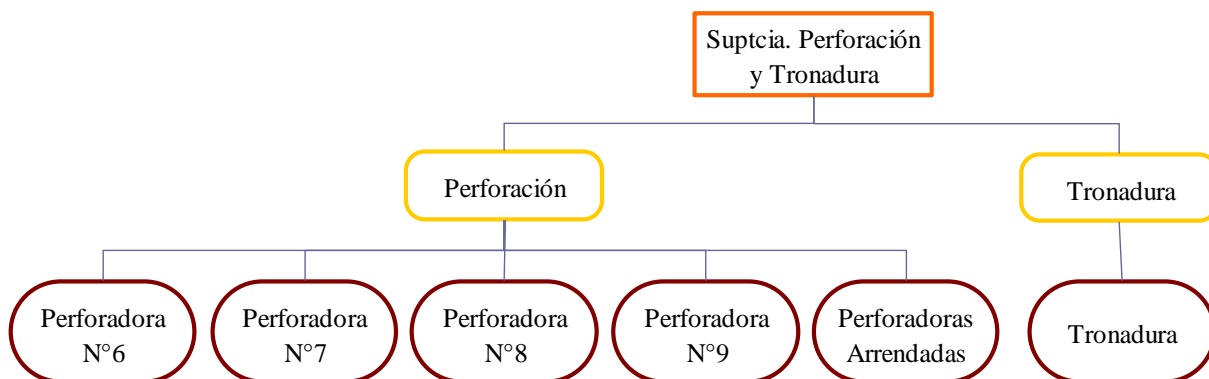 Suptcia. Perforación
y Tronadura
Perforación
Tronadura
Perforadora
N°6
Perforadora
N°7
Perforadora
N°8
Perforadora
N°9
Perforadoras
Arrendadas
Tronadura